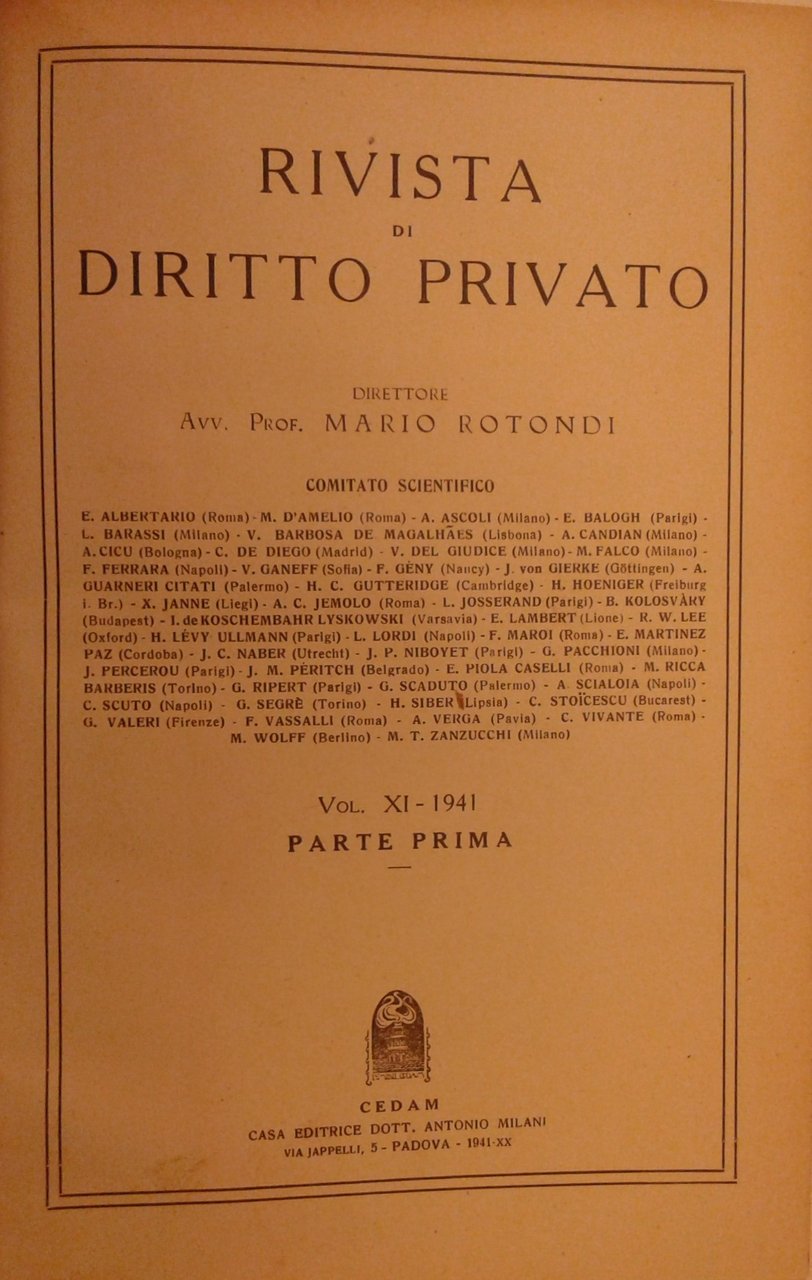 RIVISTA
DI
DIRITTO PRIVATO
DIRETTORE
AVV. PROF. MARIO ROTONDI
COMITATO SCIENTIFICO
E. ALBERTARIO (Roma) - M. D'AMELIO (Roma) - A. ASCOLI (Milano) - E. BALOGH (Parigi) -
L. BARASSI (Milano) - V. BARBOSA DE MAGALHÃES (Lisbona) - A. CANDIAN (Milano) -
A. CICU (Bologna) - C. DE DIEGO (Madrid) - V. DEL GIUDICE (Milano) - M. FALCO (Milano) -
F. FERRARA (Napoli) - V. GANEFF (Sofia) - F. GÉNY (Nancy) - J. von GIERKE (Göttingen) - A.
GUARNERI CITATI (Palermo) - H. C. GUTTERIDGE (Cambridge) - H. HOENIGER (Freiburg
i. Br.) - X. JANNE (Liegi) - A. C. JEMOLO (Roma) - L. JOSSERAND (Parigi) - B. KOLOSVÀRY
(Budapest) - I. de KOSCHEMBAHR LYSKOWSKI (Varsavia) - E. LAMBERT (Lione) - R. W. LEE
(Oxford) - H. LÉVY ULLMANN (Parigi) - L. LORDI (Napoli) - F. MAROI (Roma) - E. MARTINEZ
PAZ (Cordoba) - J. C. NABER (Utrecht) - J. P. NIBOYET (Parigi) - G. PACCHIONI (Milano) -
J. PERCEROU (Parigi) - J. M. PÉRITCH (Belgrado) - E. PIOLA CASELLI (Roma) - M. RICCA
BARBERIS (Torino) - G. RIPERT (Parigi) - G. SCADUTO (Palermo) - A. SCIALOIA (Napoli) -
C. SCUTO (Napoli) - G. SEGRÈ (Torino) - H. SIBER (Lipsia) - C. STOÏCESCU (Bucarest) -
G. VALERI (Firenze) - F. VASSALLI (Roma) - A. VERGA (Pavia) - C. VIVANTE (Roma) -
M. WOLFF (Berlino) - M. T. ZANZUCCHI (Milano)
VOL. XI - 1941
PARTE PRIMA
CEDAM
CASA EDITRICE DOTT. ANTONIO MILANI
VIA JAPPELLI, 5 - PADOVA - 1941-XX